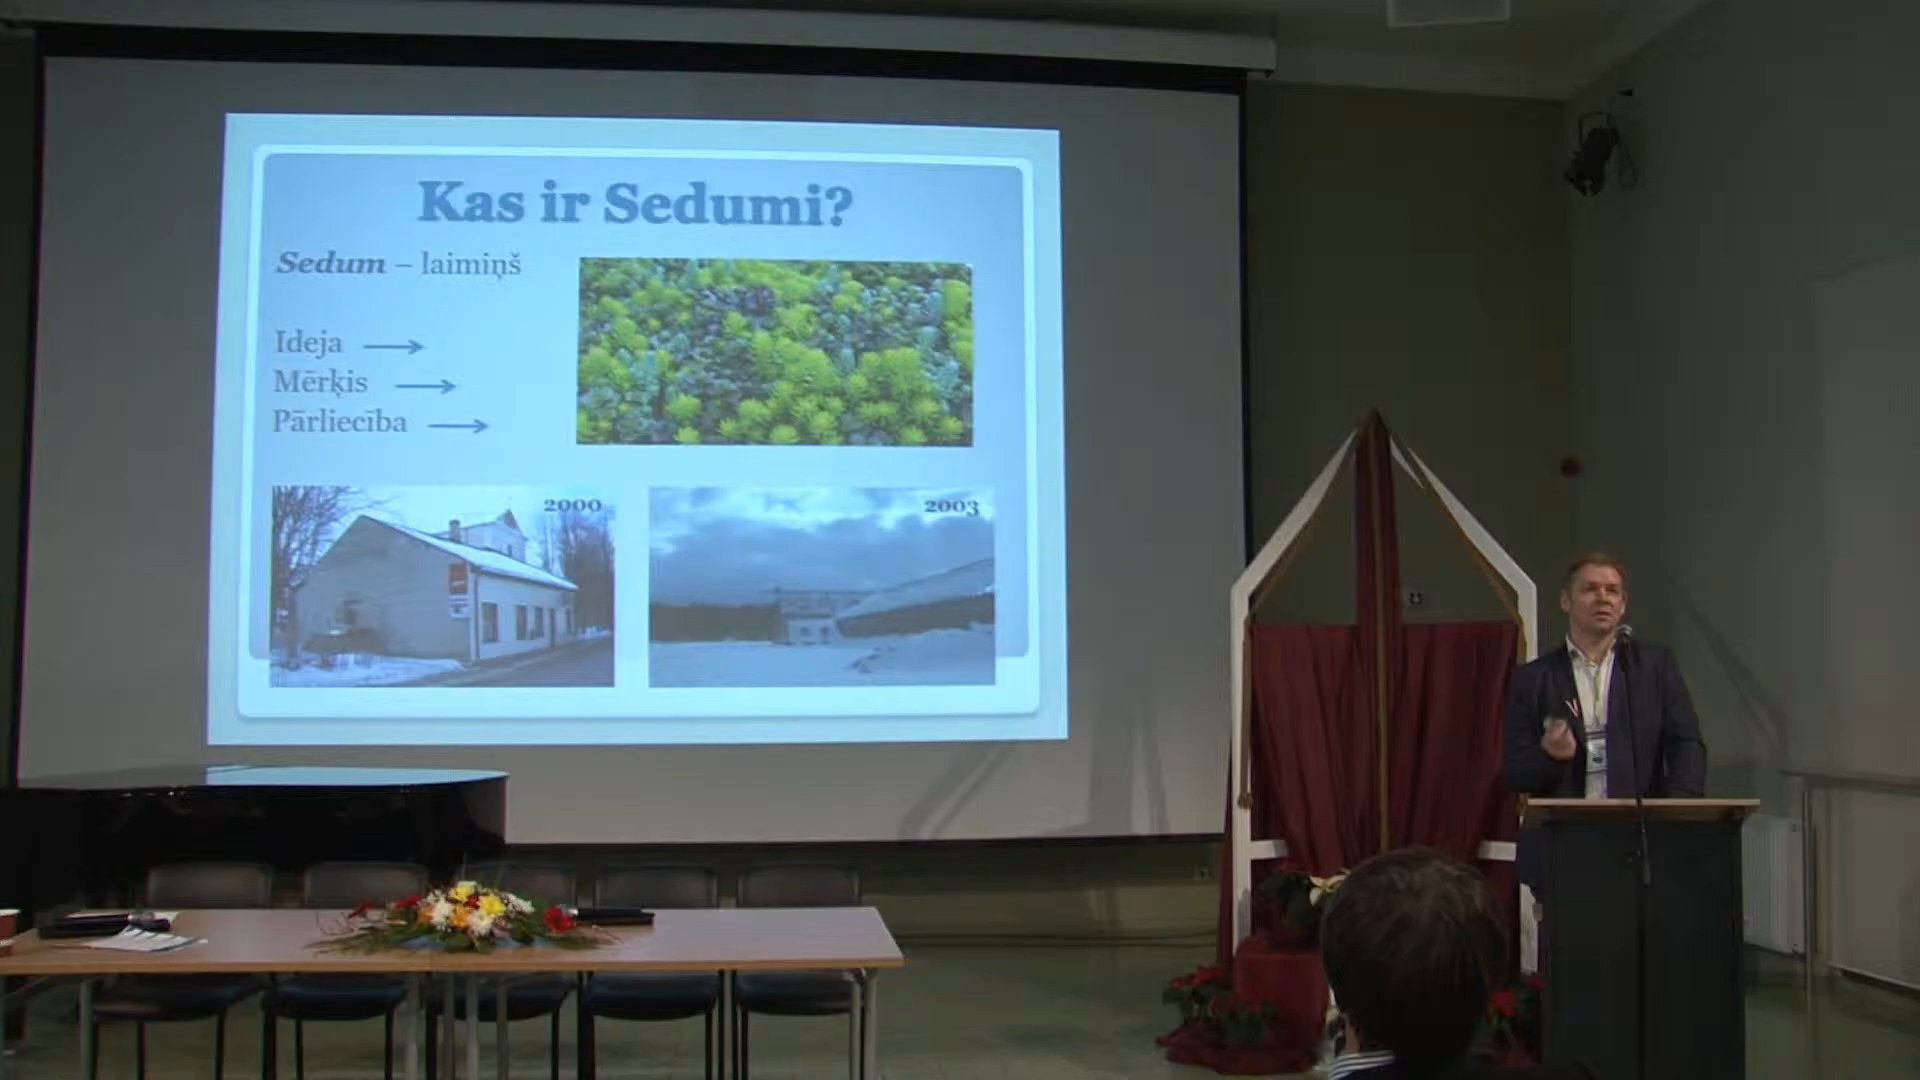 Kas ir Sedumi?
Sedum – laimiņš
Ideja →
Mērķis →
Pārliecība →
2000
2003